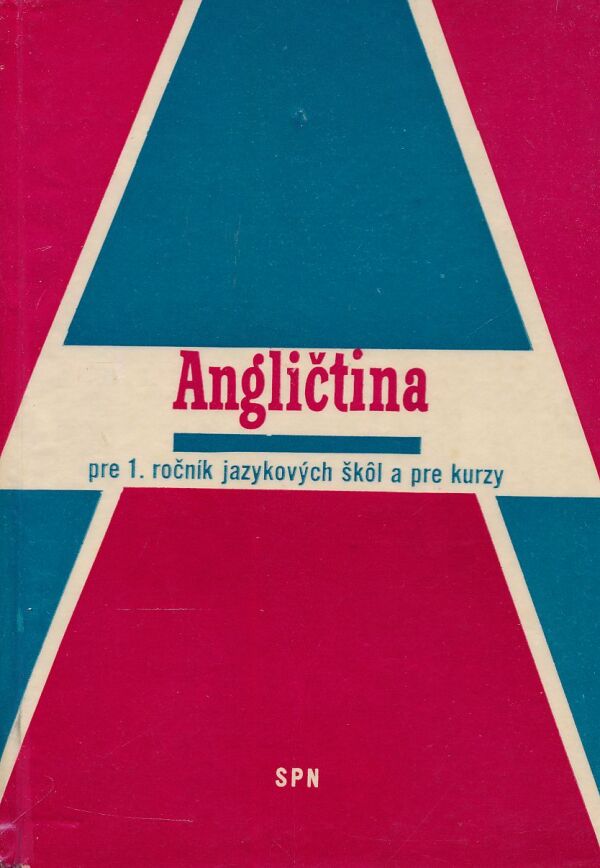 Angličtina
pre 1. ročník jazykových škôl a pre kurzy
SPN